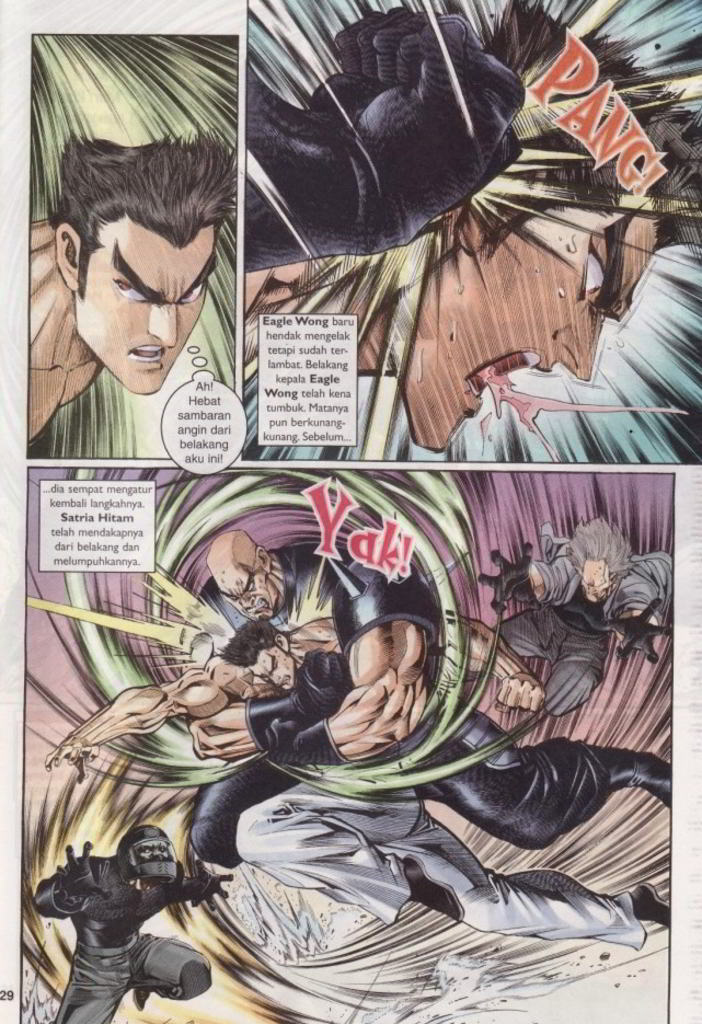 Ah!
Hebat
sambaran
angin dari
belakang
aku ini!
PANG!
Eagle Wong baru
hendak mengelak
tetapi sudah ter-
lambat. Belakang
kepala Eagle
Wong telah kena
tumbuk. Matanya
pun berkunang-
kunang. Sebelum...
...dia sempat mengatur
kembali langkahnya.
Satria Hitam
telah mendakapnya
dari belakang dan
melumpuhkannya.
Yak!
29